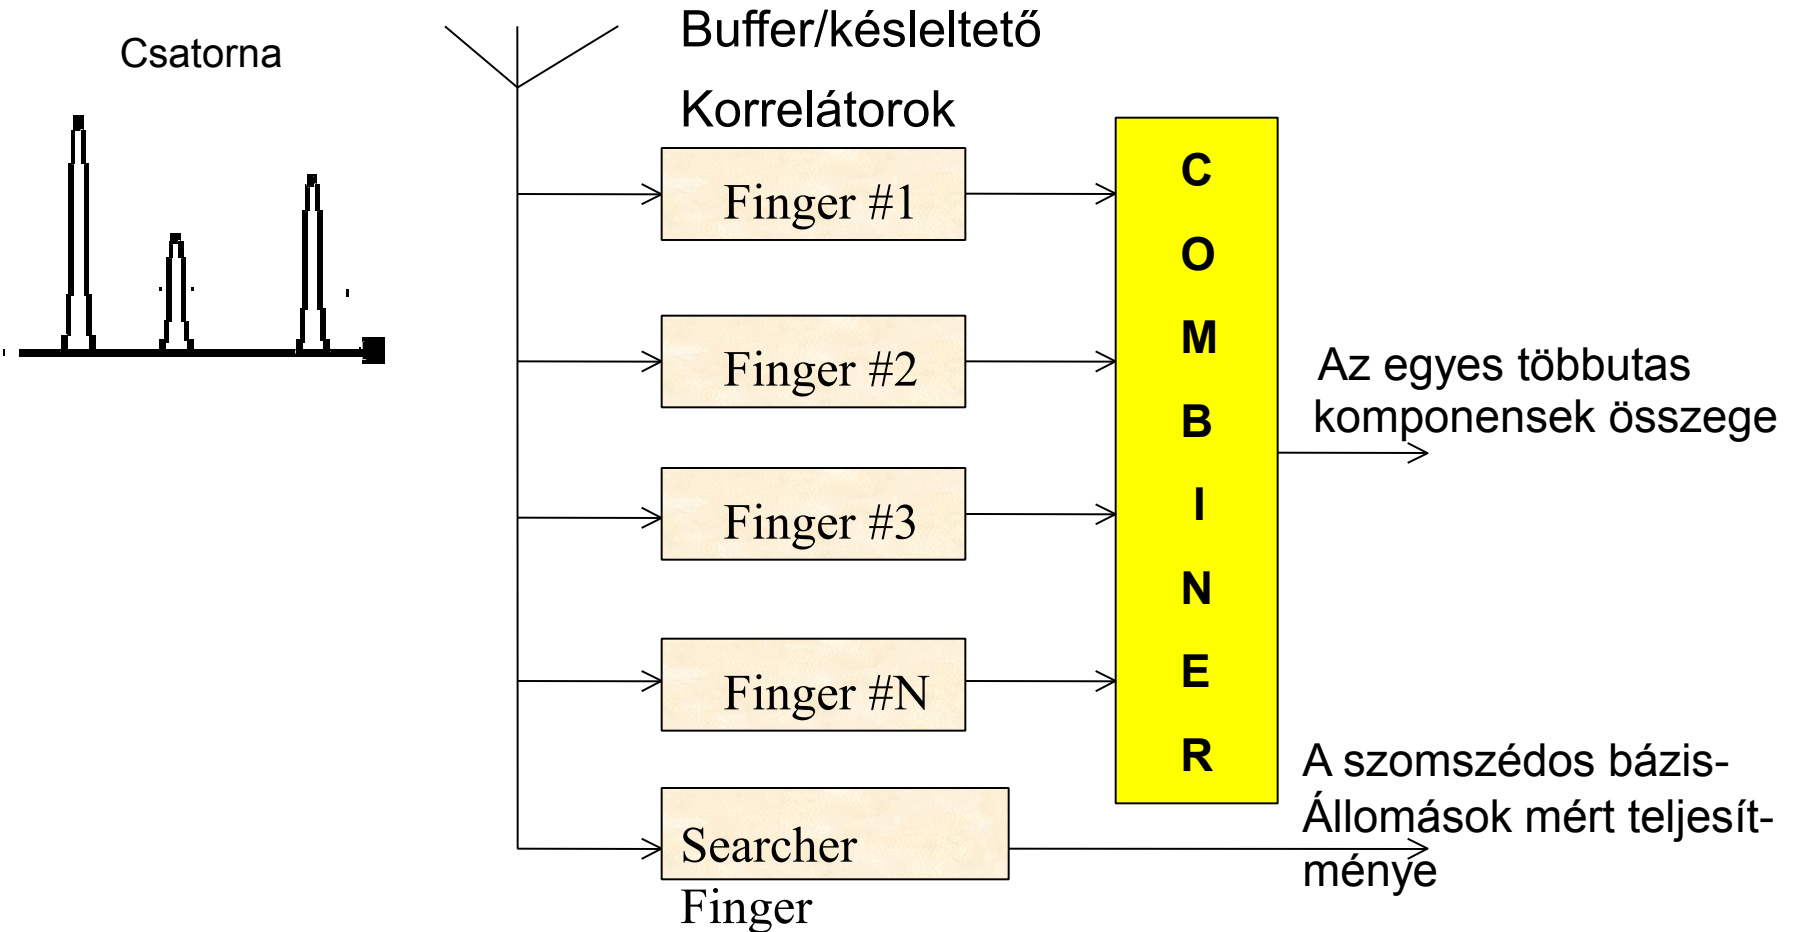 Csatorna
Buffer/késleltető
Korrelátorok
Finger #1
Finger #2
Finger #3
Finger #N
Searcher
Finger
C
O
M
B
I
N
E
R
Az egyes többutas
komponensek összege
A szomszédos bázis-
Állomások mért teljesít-
ménye